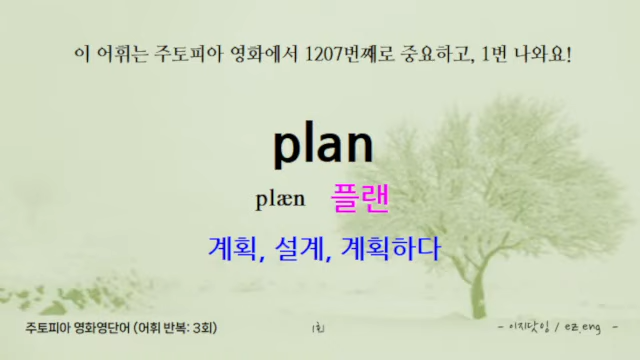 이 어휘는 주토피아 영화에서 1207번째로 중요하고, 1번 나와요!
plan
plæn 플랜
계획, 설계, 계획하다
주토피아 영화영단어 (어휘 반복: 3회)
1회
- 이지닷잉 / ez.eng -